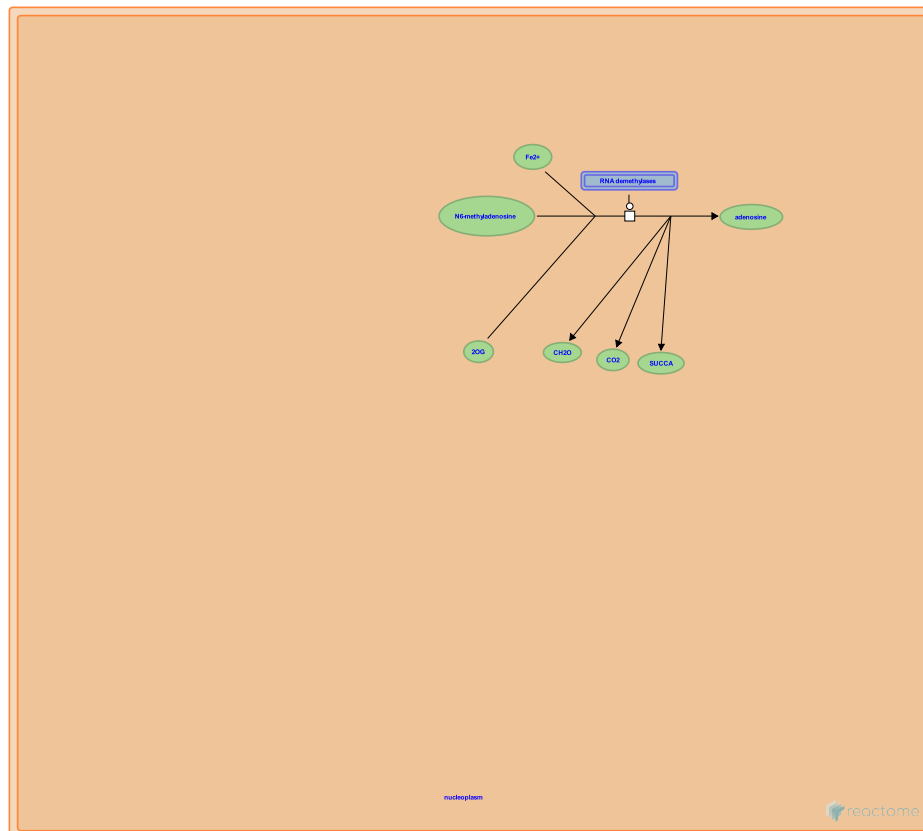 Fe2+
RNA demethylases
N6-methyladenosine
adenosine
2OG
CH2O
CO2
SUCCA
nucleoplasm
reactome